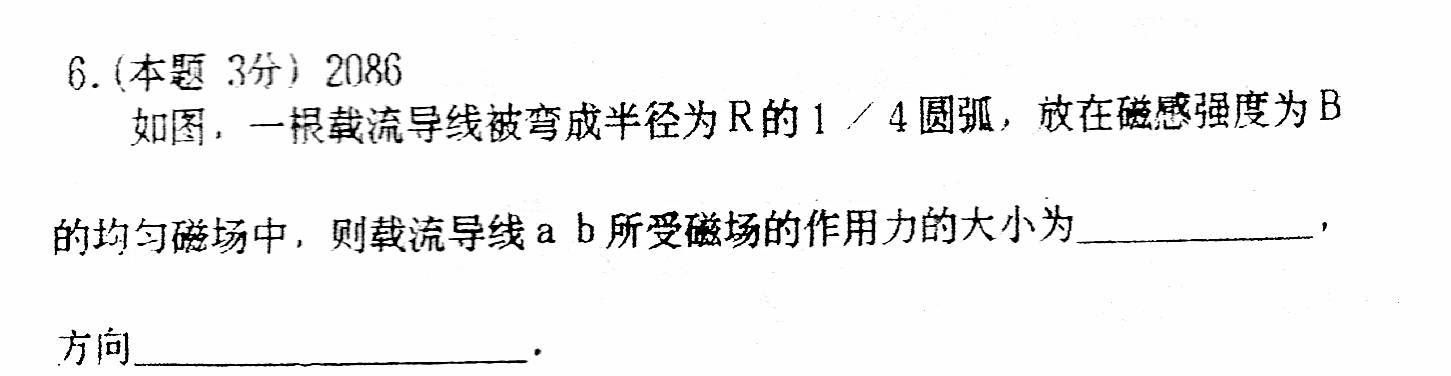 6.(本题 3分) 2086
如图，一根载流导线被弯成半径为R的1／4圆弧，放在磁感强度为B
的均匀磁场中，则载流导线a b所受磁场的作用力的大小为____________，
方向____________________.